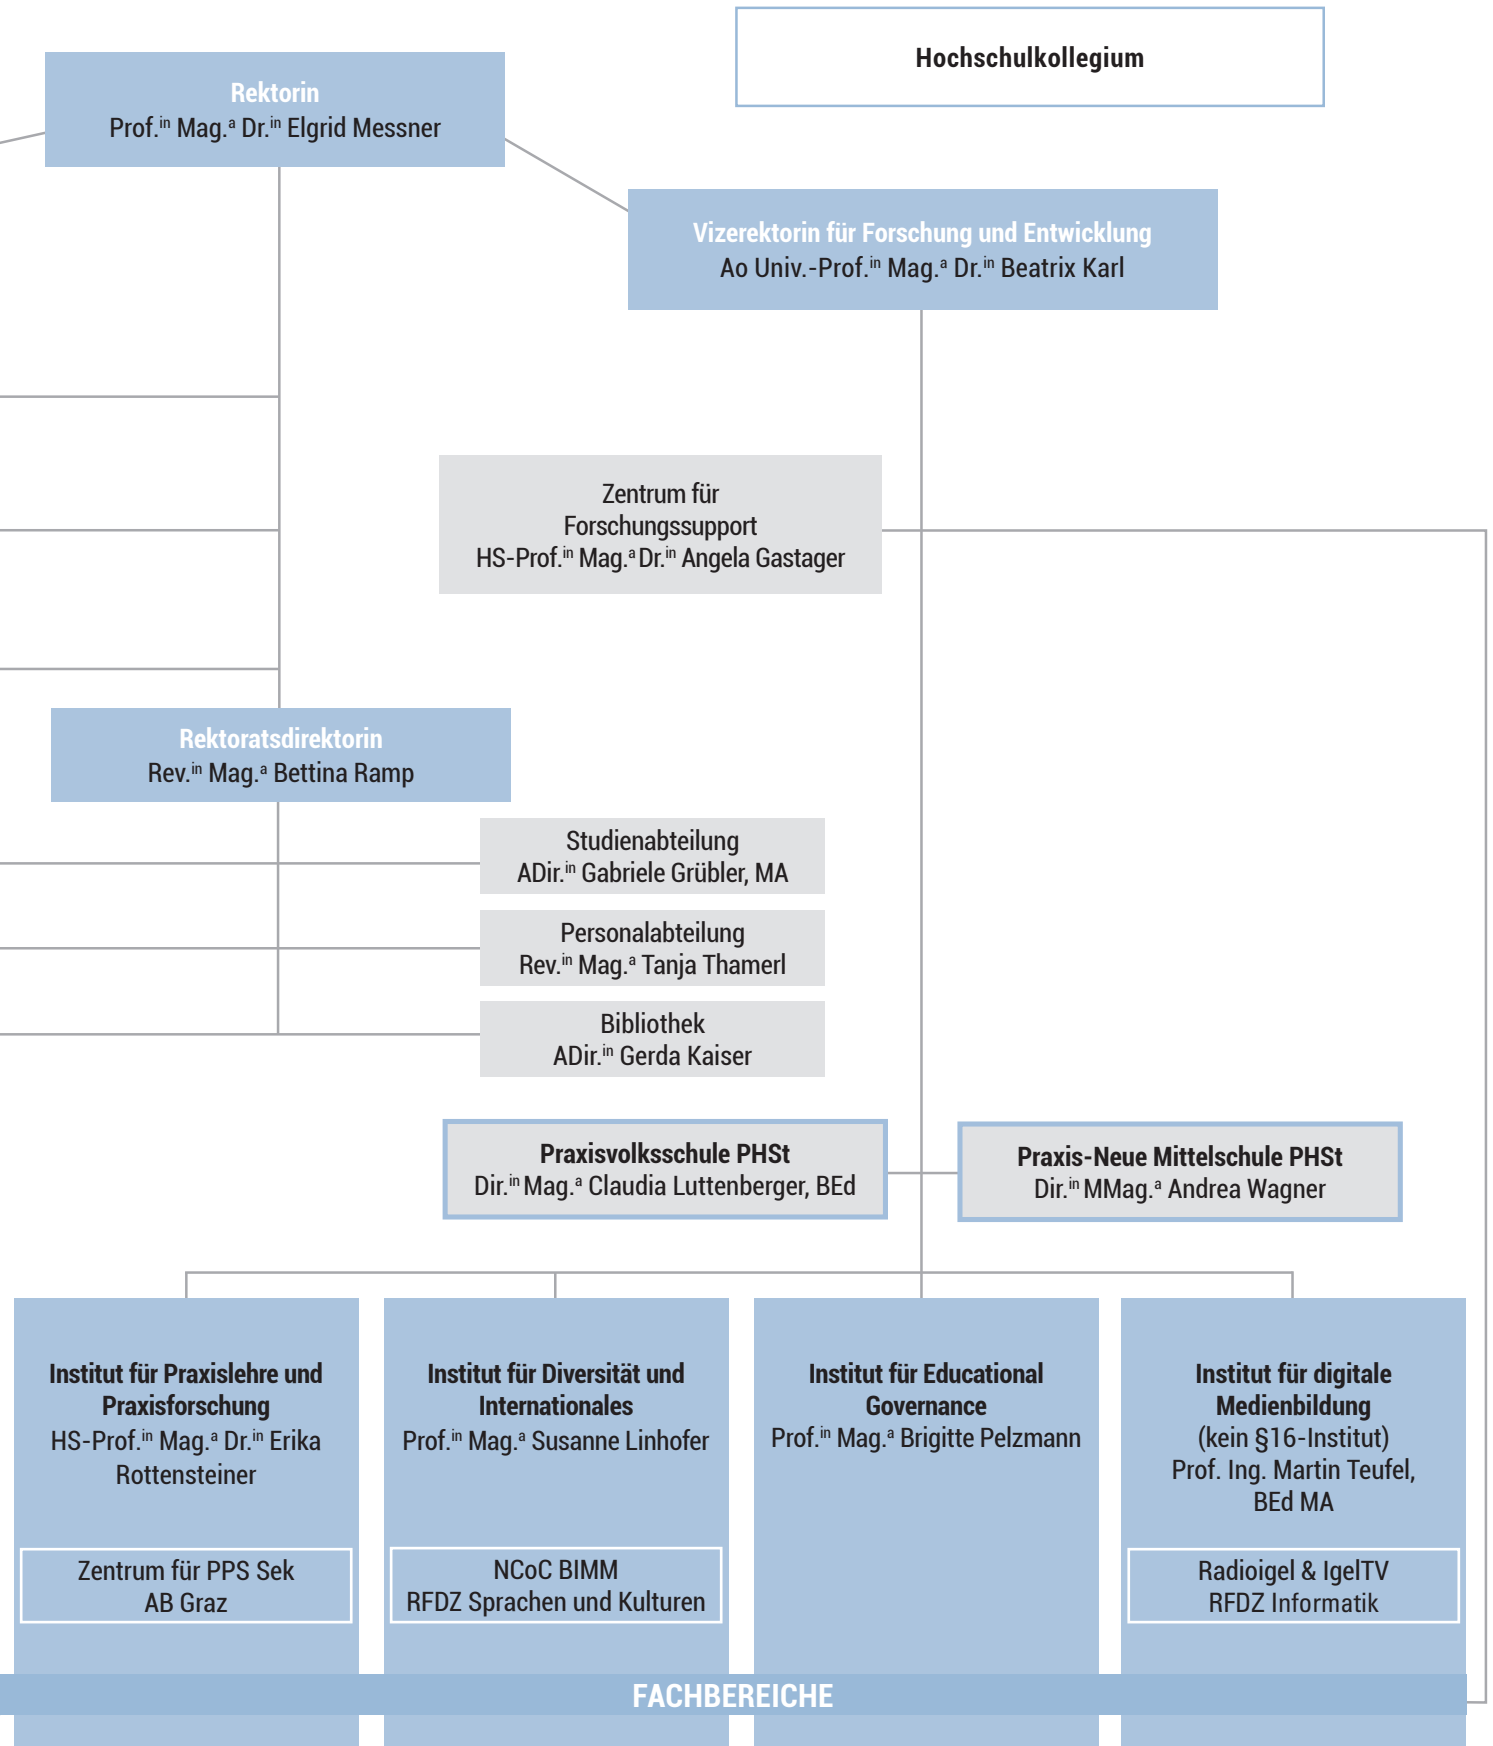 Hochschulkollegium
Rektorin
Prof.in Mag.a Dr.in Elgrid Messner
Vizerektorin für Forschung und Entwicklung
Ao Univ.-Prof.in Mag.a Dr.in Beatrix Karl
Zentrum für
Forschungssupport
HS-Prof.in Mag.a Dr.in Angela Gastager
Rektoratsdirektorin
Rev.in Mag.a Bettina Ramp
Studienabteilung
ADir.in Gabriele Grübler, MA
Personalabteilung
Rev.in Mag.a Tanja Thamerl
Bibliothek
ADir.in Gerda Kaiser
Praxisvolksschule PHSt
Dir.in Mag.a Claudia Luttenberger, BEd
Praxis-Neue Mittelschule PHSt
Dir.in MMag.a Andrea Wagner
Institut für Praxislehre und
Praxisforschung
HS-Prof.in Mag.a Dr.in Erika
Rottensteiner
Zentrum für PPS Sek
AB Graz
Institut für Diversität und
Internationales
Prof.in Mag.a Susanne Linhofer
NCoC BIMM
RFDZ Sprachen und Kulturen
Institut für Educational
Governance
Prof.in Mag.a Brigitte Pelzmann
Institut für digitale
Medienbildung
(kein §16-Institut)
Prof. Ing. Martin Teufel,
BEd MA
Radioigel & IgelTV
RFDZ Informatik
FACHBEREICHE